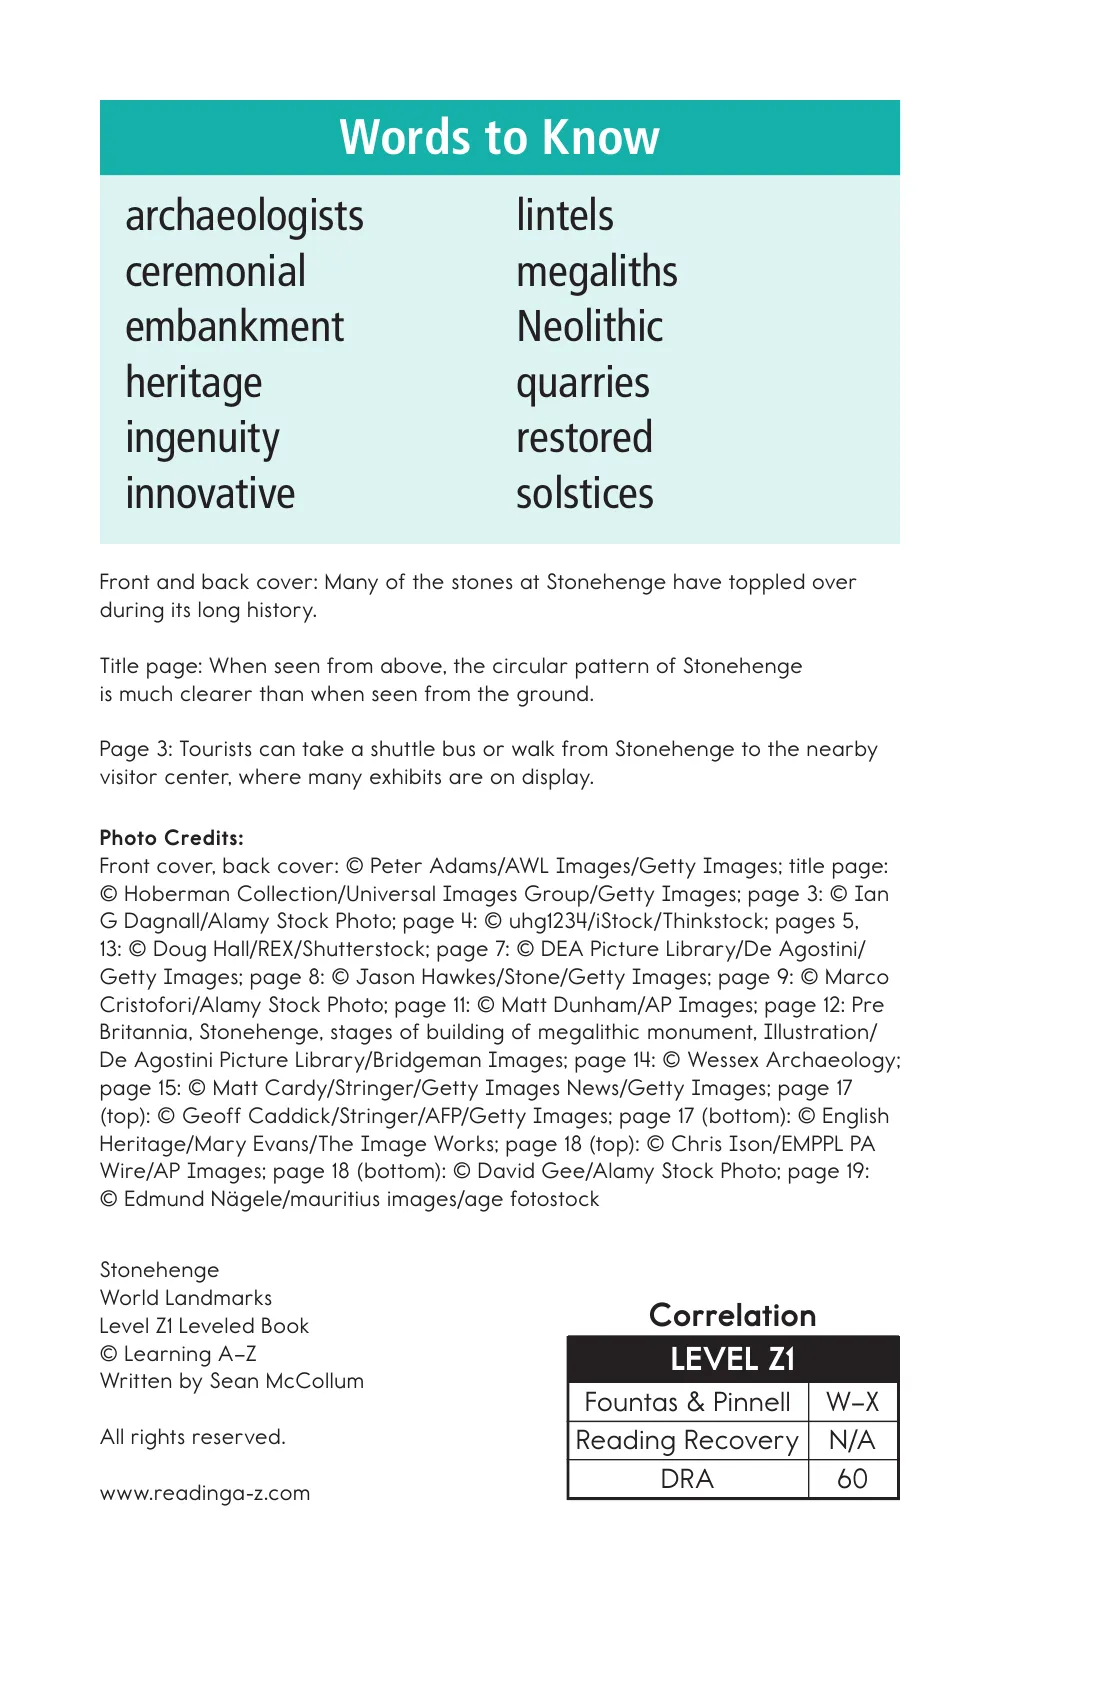 Words to Know
archaeologists
ceremonial
embankment
heritage
ingenuity
innovative
lintels
megaliths
Neolithic
quarries
restored
solstices
Front and back cover: Many of the stones at Stonehenge have toppled over
during its long history.
Title page: When seen from above, the circular pattern of Stonehenge
is much clearer than when seen from the ground.
Page 3: Tourists can take a shuttle bus or walk from Stonehenge to the nearby
visitor center, where many exhibits are on display.
Photo Credits:
Front cover, back cover: © Peter Adams/AWL Images/Getty Images; title page:
© Hoberman Collection/Universal Images Group/Getty Images; page 3: © Ian
G Dagnall/Alamy Stock Photo; page 4: © uhg1234/iStock/Thinkstock; pages 5,
13: © Doug Hall/REX/Shutterstock; page 7: © DEA Picture Library/De Agostini/
Getty Images; page 8: © Jason Hawkes/Stone/Getty Images; page 9: © Marco
Cristofori/Alamy Stock Photo; page 11: © Matt Dunham/AP Images; page 12: Pre
Britannia, Stonehenge, stages of building of megalithic monument, Illustration/
De Agostini Picture Library/Bridgeman Images; page 14: © Wessex Archaeology;
page 15: © Matt Cardy/Stringer/Getty Images News/Getty Images; page 17
(top): © Geoff Caddick/Stringer/AFP/Getty Images; page 17 (bottom): © English
Heritage/Mary Evans/The Image Works; page 18 (top): © Chris Ison/EMPPL PA
Wire/AP Images; page 18 (bottom): © David Gee/Alamy Stock Photo; page 19:
© Edmund Nägele/mauritius images/age fotostock
Stonehenge
World Landmarks
Level Z1 Leveled Book
© Learning A–Z
Written by Sean McCollum
All rights reserved.
www.readinga-z.com
Correlation
LEVEL Z1
Fountas & Pinnell W–X
Reading Recovery N/A
DRA 60